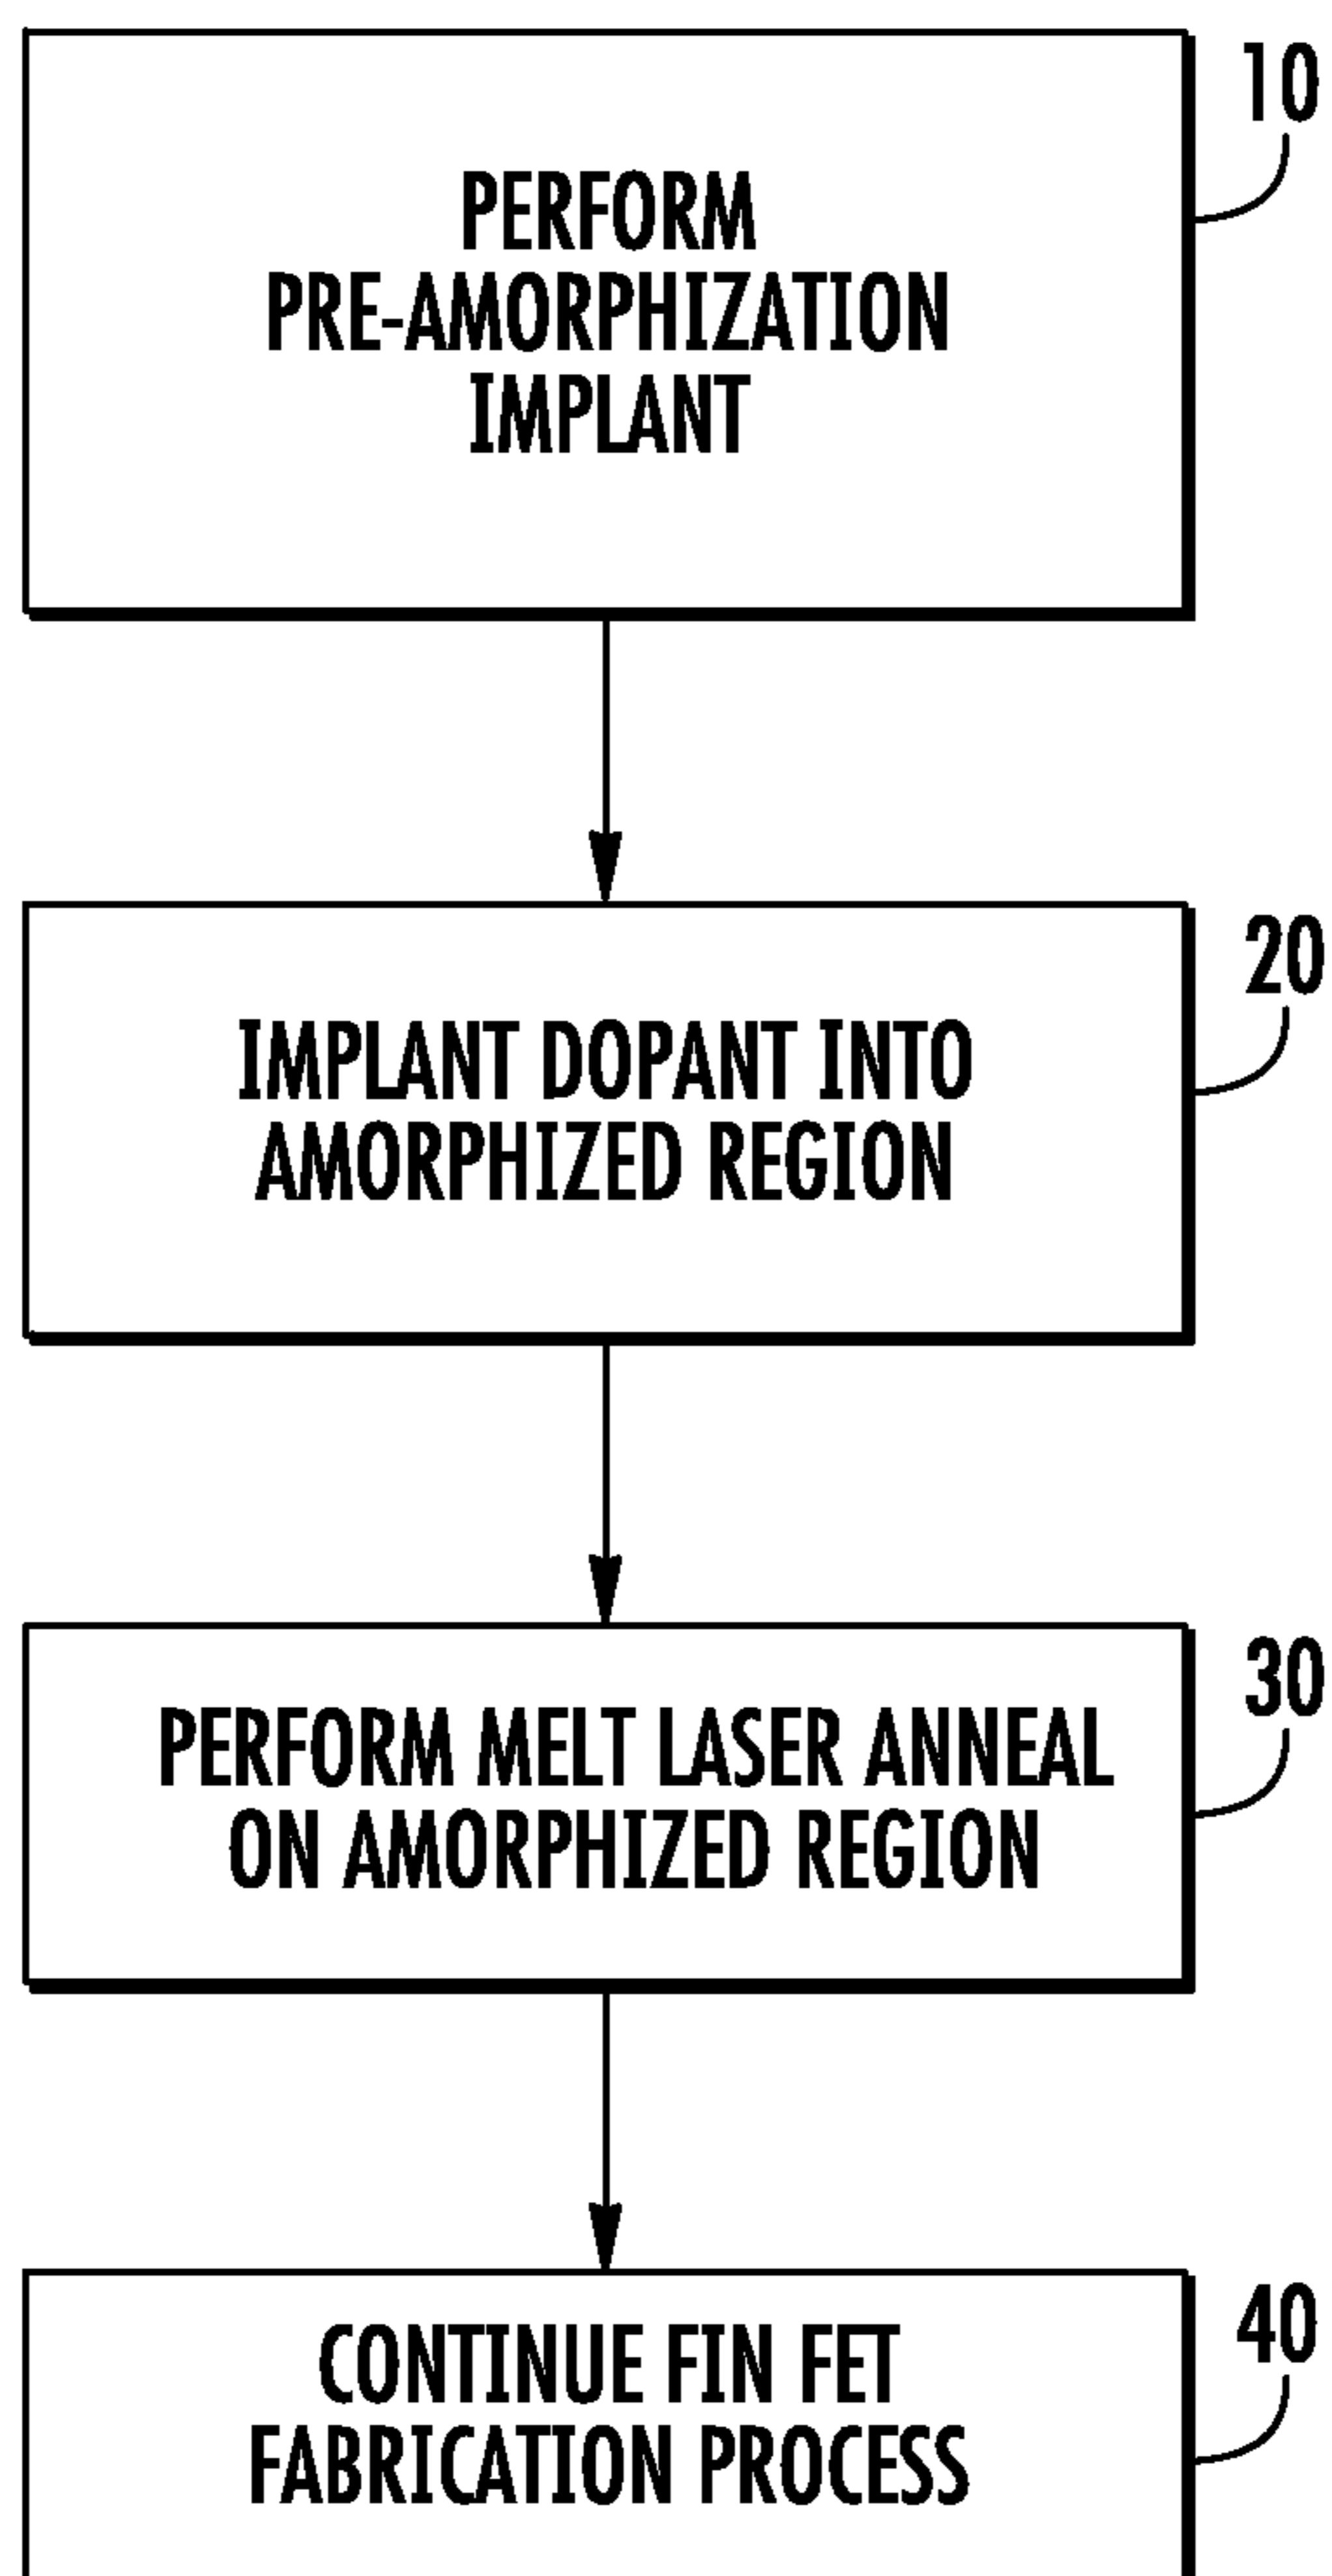 10
PERFORM
PRE-AMORPHIZATION
IMPLANT
20
IMPLANT DOPANT INTO
AMORPHIZED REGION
30
PERFORM MELT LASER ANNEAL
ON AMORPHIZED REGION
40
CONTINUE FIN FET
FABRICATION PROCESS